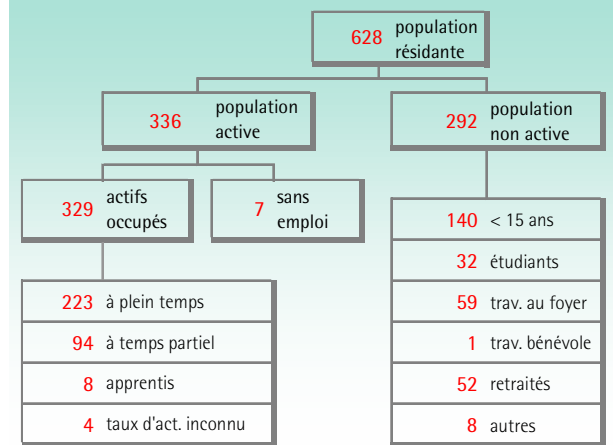 628 population
résidante
336 population
active
292 population
non active
329 actifs
occupés
7 sans
emploi
223 à plein temps
94 à temps partiel
8 apprentis
4 taux d'act. inconnu
140 < 15 ans
32 étudiants
59 trav. au foyer
1 trav. bénévole
52 retraités
8 autres